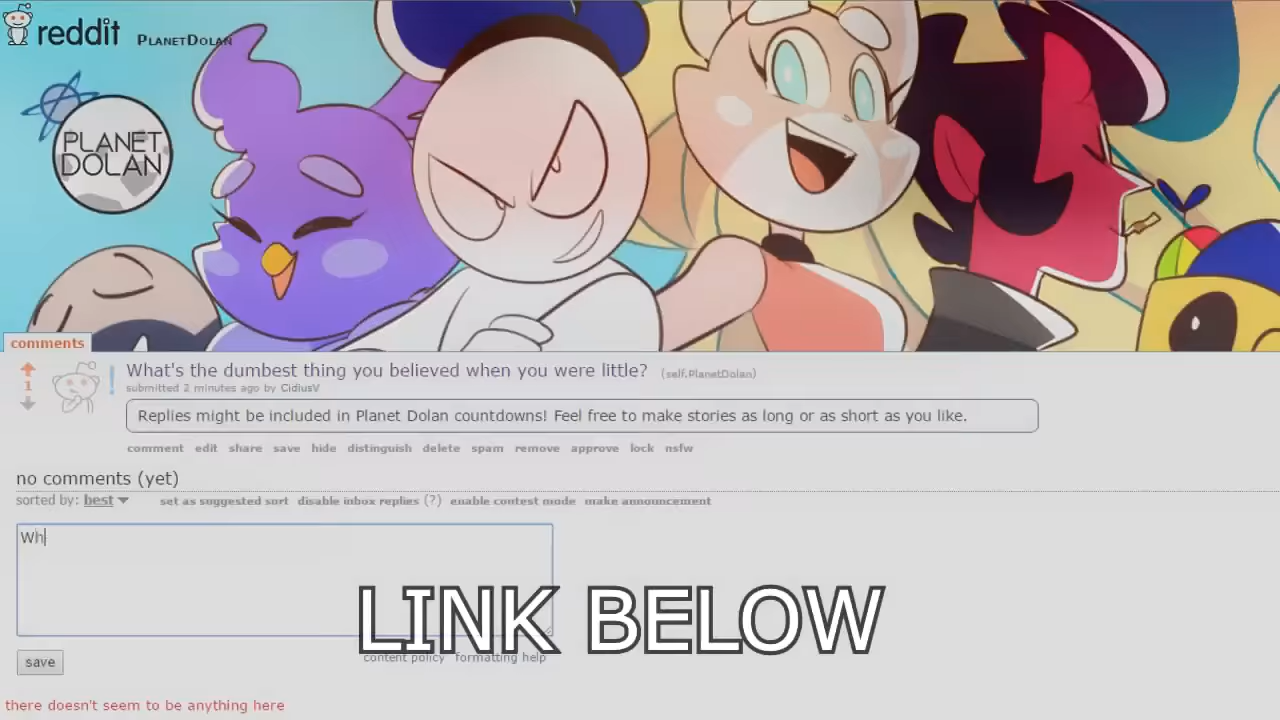 reddit PLANETDOLAN
PLANET
DOLAN
comments
1
What's the dumbest thing you believed when you were little? (self.PlanetDolan)
submitted 2 minutes ago by CidiusV
Replies might be included in Planet Dolan countdowns! Feel free to make stories as long or as short as you like.
comment edit share save hide distinguish delete spam remove approve lock nsfw
no comments (yet)
sorted by: best set as suggested sort disable inbox replies (?) enable contest mode make announcement
Wh
LINK BELOW
content policy formatting help
save
there doesn't seem to be anything here